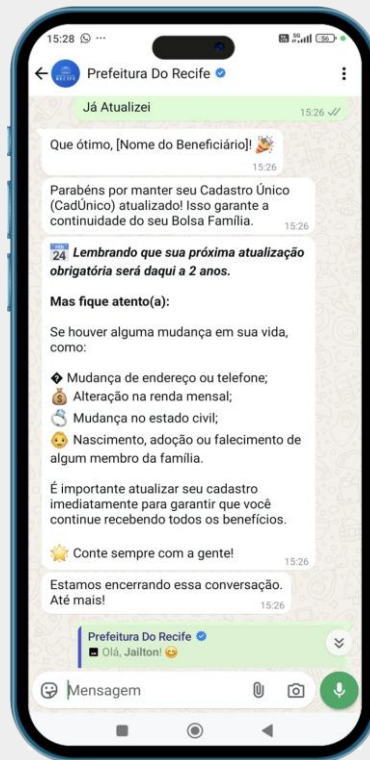 15:28
56
Prefeitura Do Recife
Já Atualizei
15:26
Que ótimo, [Nome do Beneficiário]!
15:26
Parabéns por manter seu Cadastro Único
(CadÚnico) atualizado! Isso garante a
continuidade do seu Bolsa Família.
15:26
24 Lembrando que sua próxima atualização
obrigatória será daqui a 2 anos.
Mas fique atento(a):
Se houver alguma mudança em sua vida,
como:
Mudança de endereço ou telefone;
Alteração na renda mensal;
Mudança no estado civil;
Nascimento, adoção ou falecimento de
algum membro da família.
É importante atualizar seu cadastro
imediatamente para garantir que você
continue recebendo todos os benefícios.
Conte sempre com a gente!
15:26
Estamos encerrando essa conversação.
Até mais!
15:26
Prefeitura Do Recife
Olá, Jailton!
Mensagem